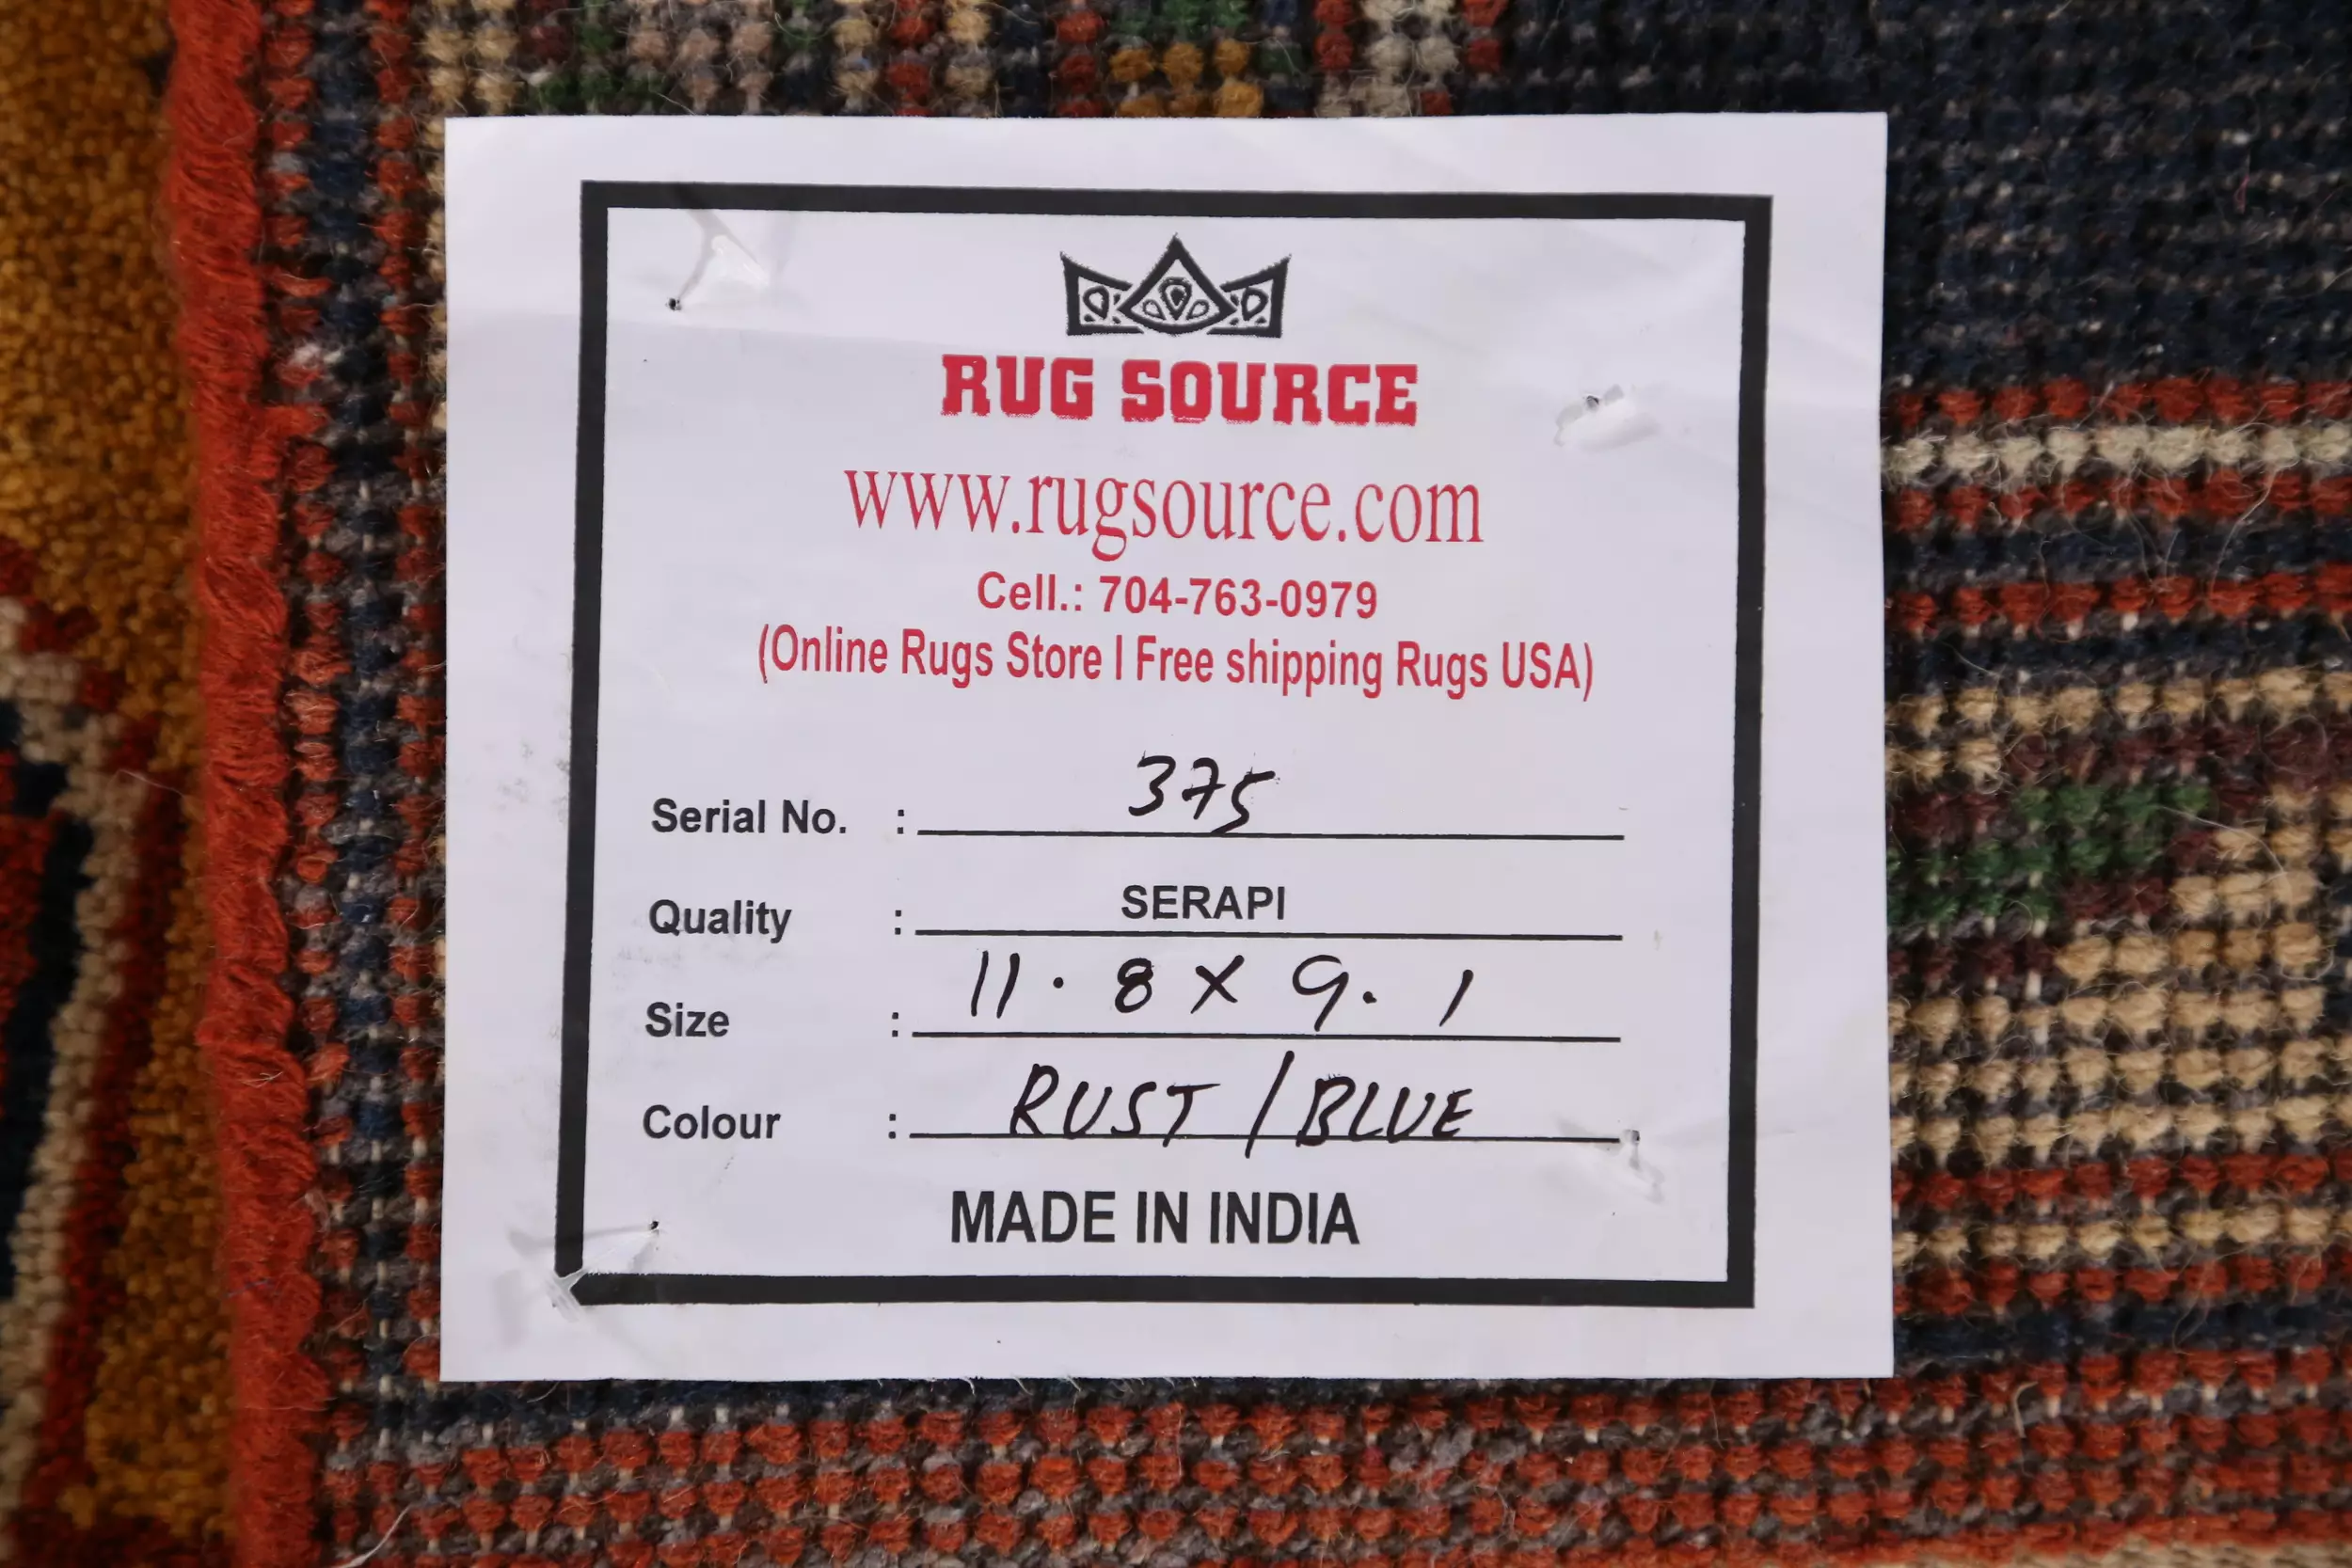 RUG SOURCE
www.rugsource.com
Cell.: 704-763-0979
(Online Rugs Store | Free shipping Rugs USA)
Serial No. : 375
Quality : SERAPI
Size : 11.8 X 9.1
Colour : RUST / BLUE
MADE IN INDIA